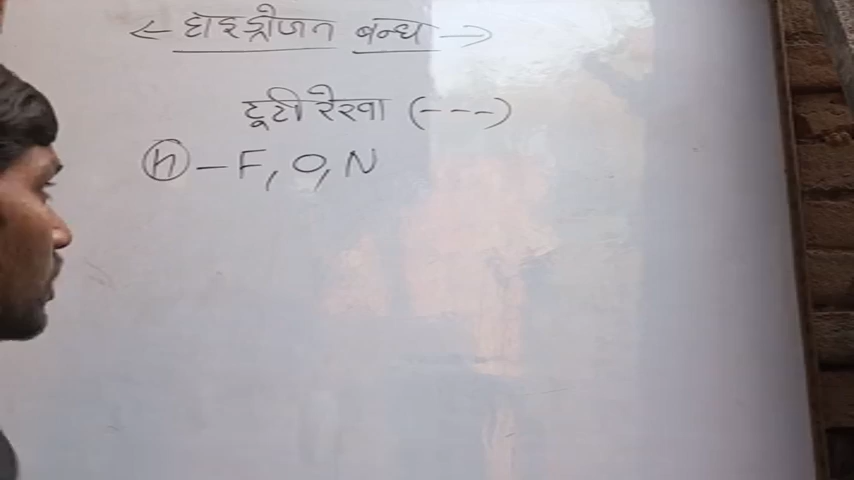 ← हाइड्रोजन बन्ध →
टूटी रेखा (---)
H - F, O, N